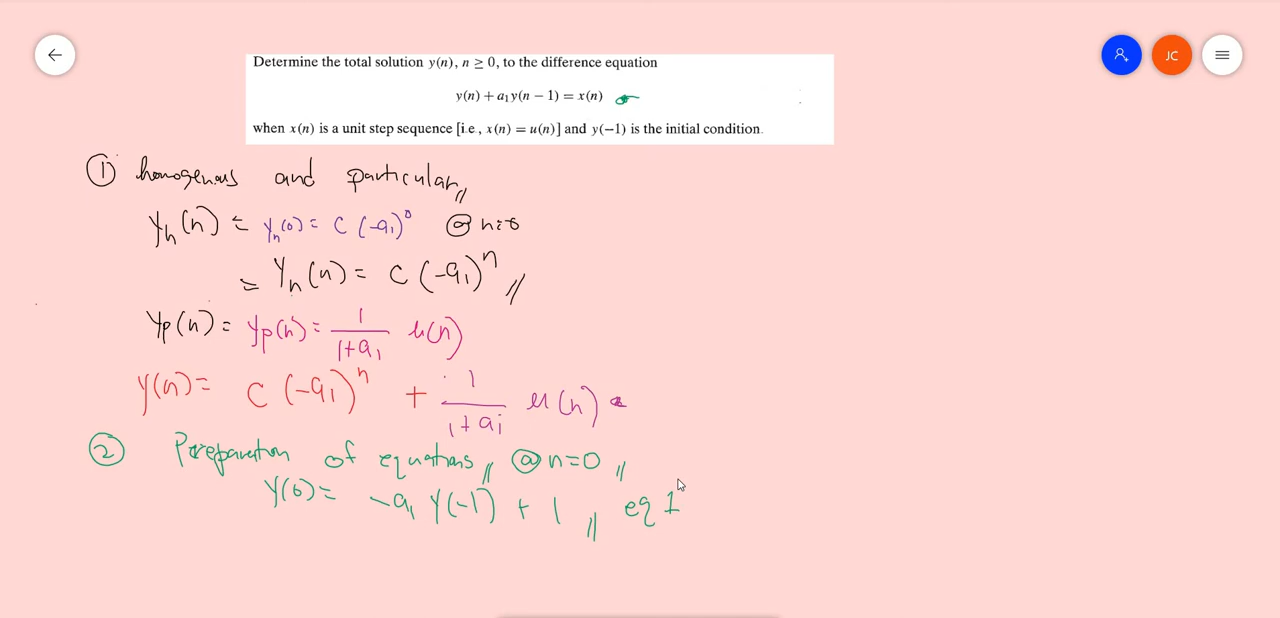 JC
Determine the total solution y(n), n ≥ 0, to the difference equation
y(n) + a₁y(n − 1) = x(n)
when x(n) is a unit step sequence [i.e., x(n) = u(n)] and y(−1) is the initial condition.
① homogenous and particular,,
yh(n) = yh(0) = C (-a₁)⁰ @ n=0
= Yh(n) = C (-a₁)ⁿ //
yp(n) = yp(n) = 1/(1+a₁) u(n)
y(n) = C (-a₁)ⁿ + 1/(1+a₁) u(n)
② Preparation of equations // @ n=0 //
y(0) = -a₁ y(-1) + 1 // eq 1